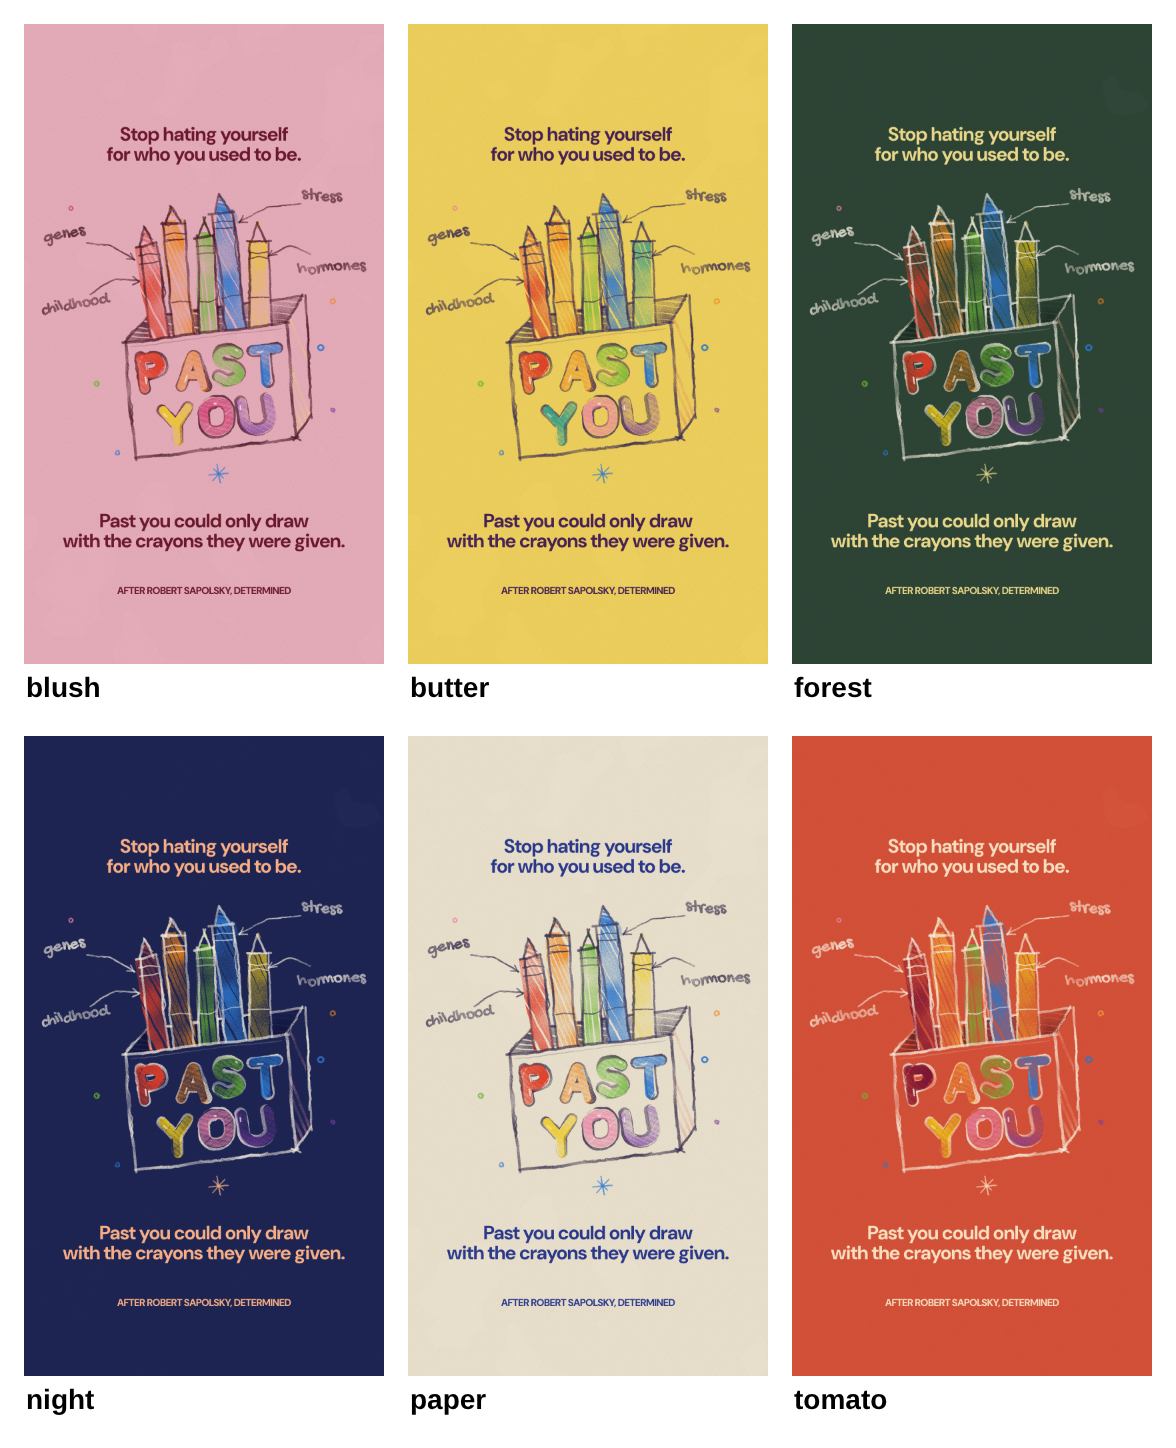 Stop hating yourself
for who you used to be.
stress
genes
hormones
childhood
PAST
YOU
Past you could only draw
with the crayons they were given.
AFTER ROBERT SAPOLSKY, DETERMINED
blush
Stop hating yourself
for who you used to be.
stress
genes
hormones
childhood
PAST
YOU
Past you could only draw
with the crayons they were given.
AFTER ROBERT SAPOLSKY, DETERMINED
butter
Stop hating yourself
for who you used to be.
stress
genes
hormones
childhood
PAST
YOU
Past you could only draw
with the crayons they were given.
AFTER ROBERT SAPOLSKY, DETERMINED
forest
Stop hating yourself
for who you used to be.
stress
genes
hormones
childhood
PAST
YOU
Past you could only draw
with the crayons they were given.
AFTER ROBERT SAPOLSKY, DETERMINED
night
Stop hating yourself
for who you used to be.
stress
genes
hormones
childhood
PAST
YOU
Past you could only draw
with the crayons they were given.
AFTER ROBERT SAPOLSKY, DETERMINED
paper
Stop hating yourself
for who you used to be.
stress
genes
hormones
childhood
PAST
YOU
Past you could only draw
with the crayons they were given.
AFTER ROBERT SAPOLSKY, DETERMINED
tomato